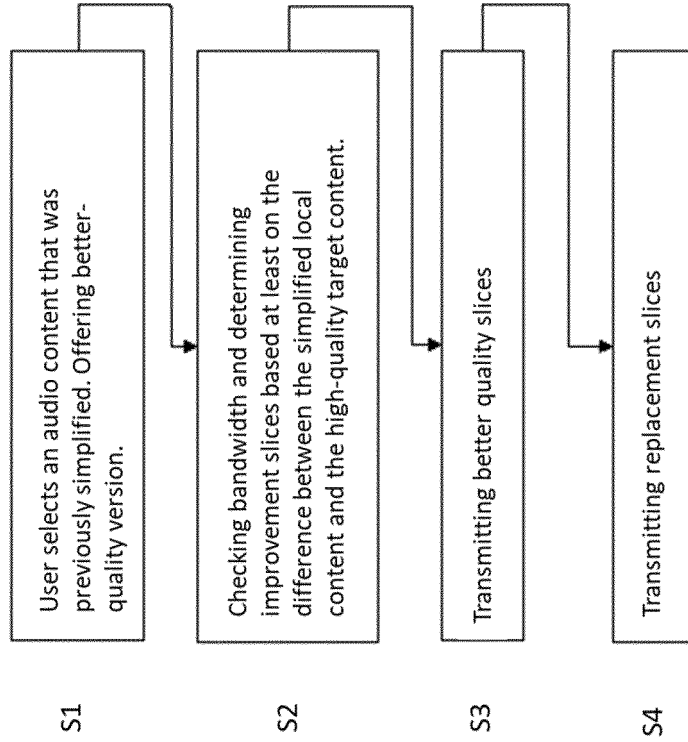 S1
User selects an audio content that was
previously simplified. Offering better-
quality version.
S2
Checking bandwidth and determining
improvement slices based at least on the
difference between the simplified local
content and the high-quality target content.
S3
Transmitting better quality slices
S4
Transmitting replacement slices